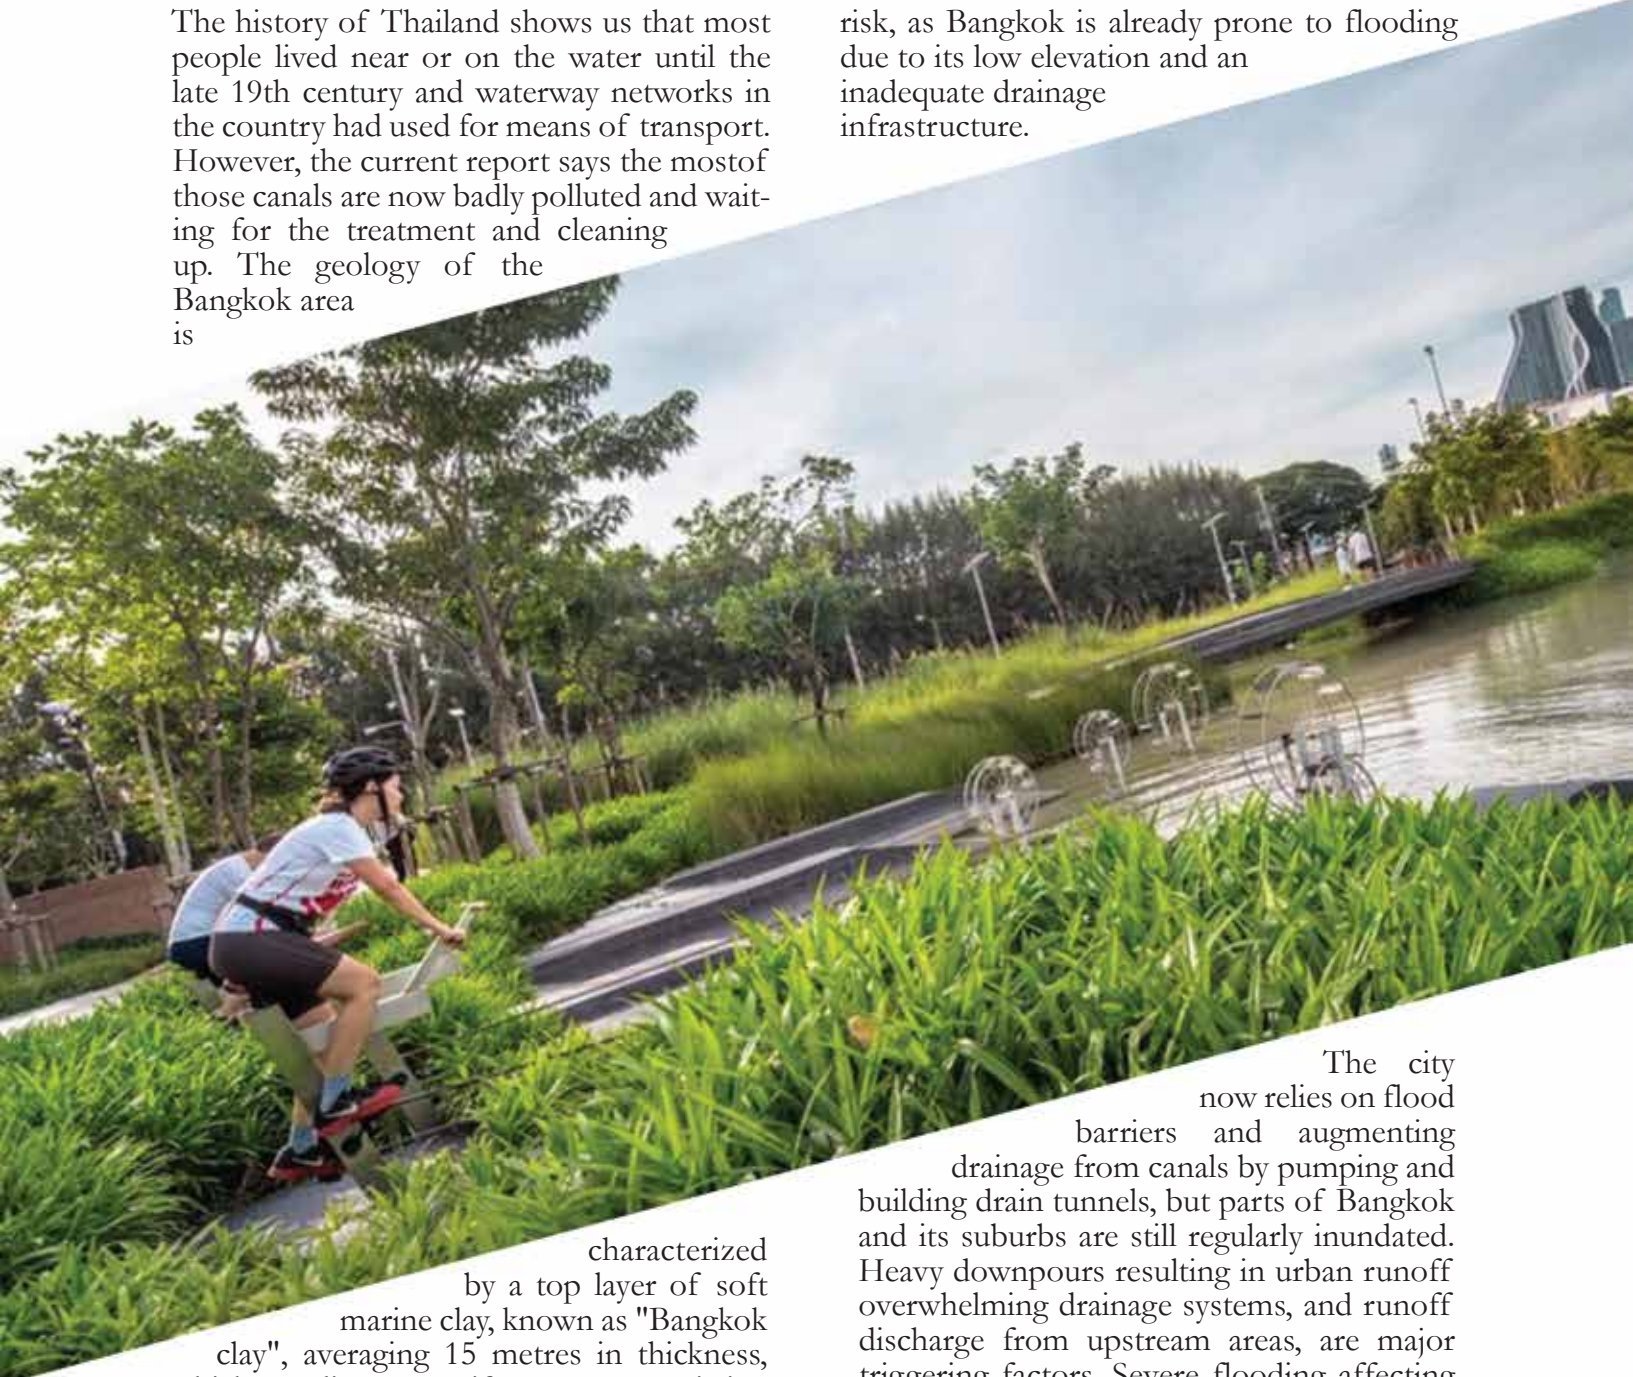 The history of Thailand shows us that most
people lived near or on the water until the
late 19th century and waterway networks in
the country had used for means of transport.
However, the current report says the mostof
those canals are now badly polluted and wait-
ing for the treatment and cleaning
up. The geology of the
Bangkok area
is
characterized
by a top layer of soft
marine clay, known as "Bangkok
clay", averaging 15 metres in thickness,
risk, as Bangkok is already prone to flooding
due to its low elevation and an
inadequate drainage
infrastructure.
The city
now relies on flood
barriers and augmenting
drainage from canals by pumping and
building drain tunnels, but parts of Bangkok
and its suburbs are still regularly inundated.
Heavy downpours resulting in urban runoff
overwhelming drainage systems, and runoff
discharge from upstream areas, are major
triggering factors. Severe flooding affecting